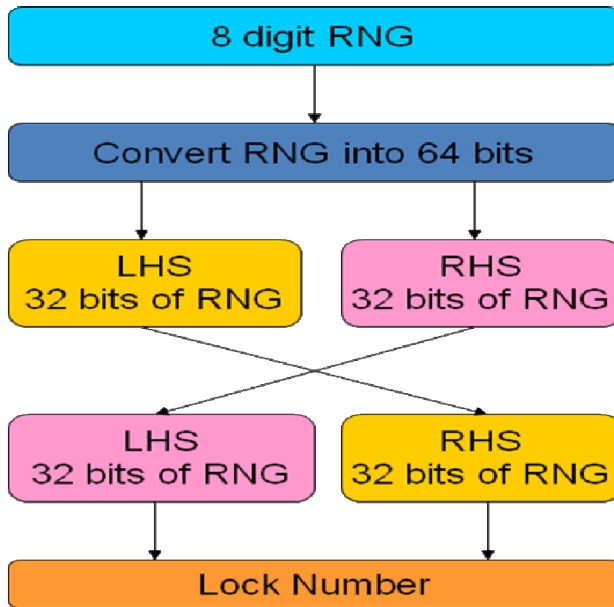 8 digit RNG
Convert RNG into 64 bits
LHS
32 bits of RNG
RHS
32 bits of RNG
LHS
32 bits of RNG
RHS
32 bits of RNG
Lock Number